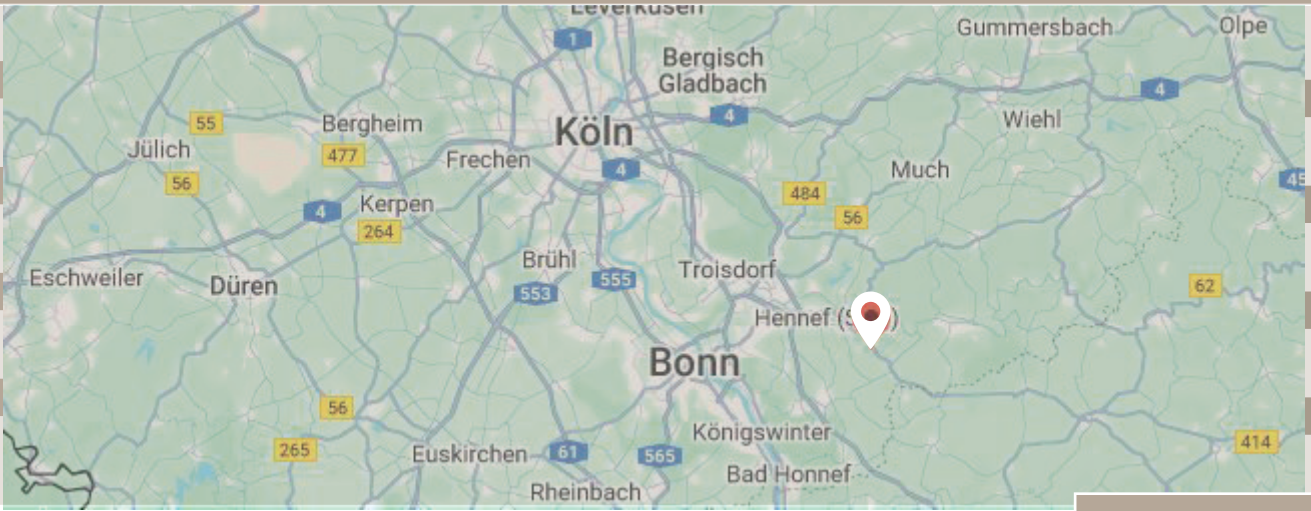 Leverkusen
Gummersbach
Olpe
1
Bergisch
Gladbach
4
4
55
Bergheim
Köln
Wiehl
Jülich
477
Frechen
4
Much
45
56
4
Kerpen
484
56
264
Brühl
Troisdorf
Eschweiler
Düren
553
555
62
Hennef (S
)
Bonn
56
Königswinter
414
265
Euskirchen
61
565
Bad Honnef
Rheinbach